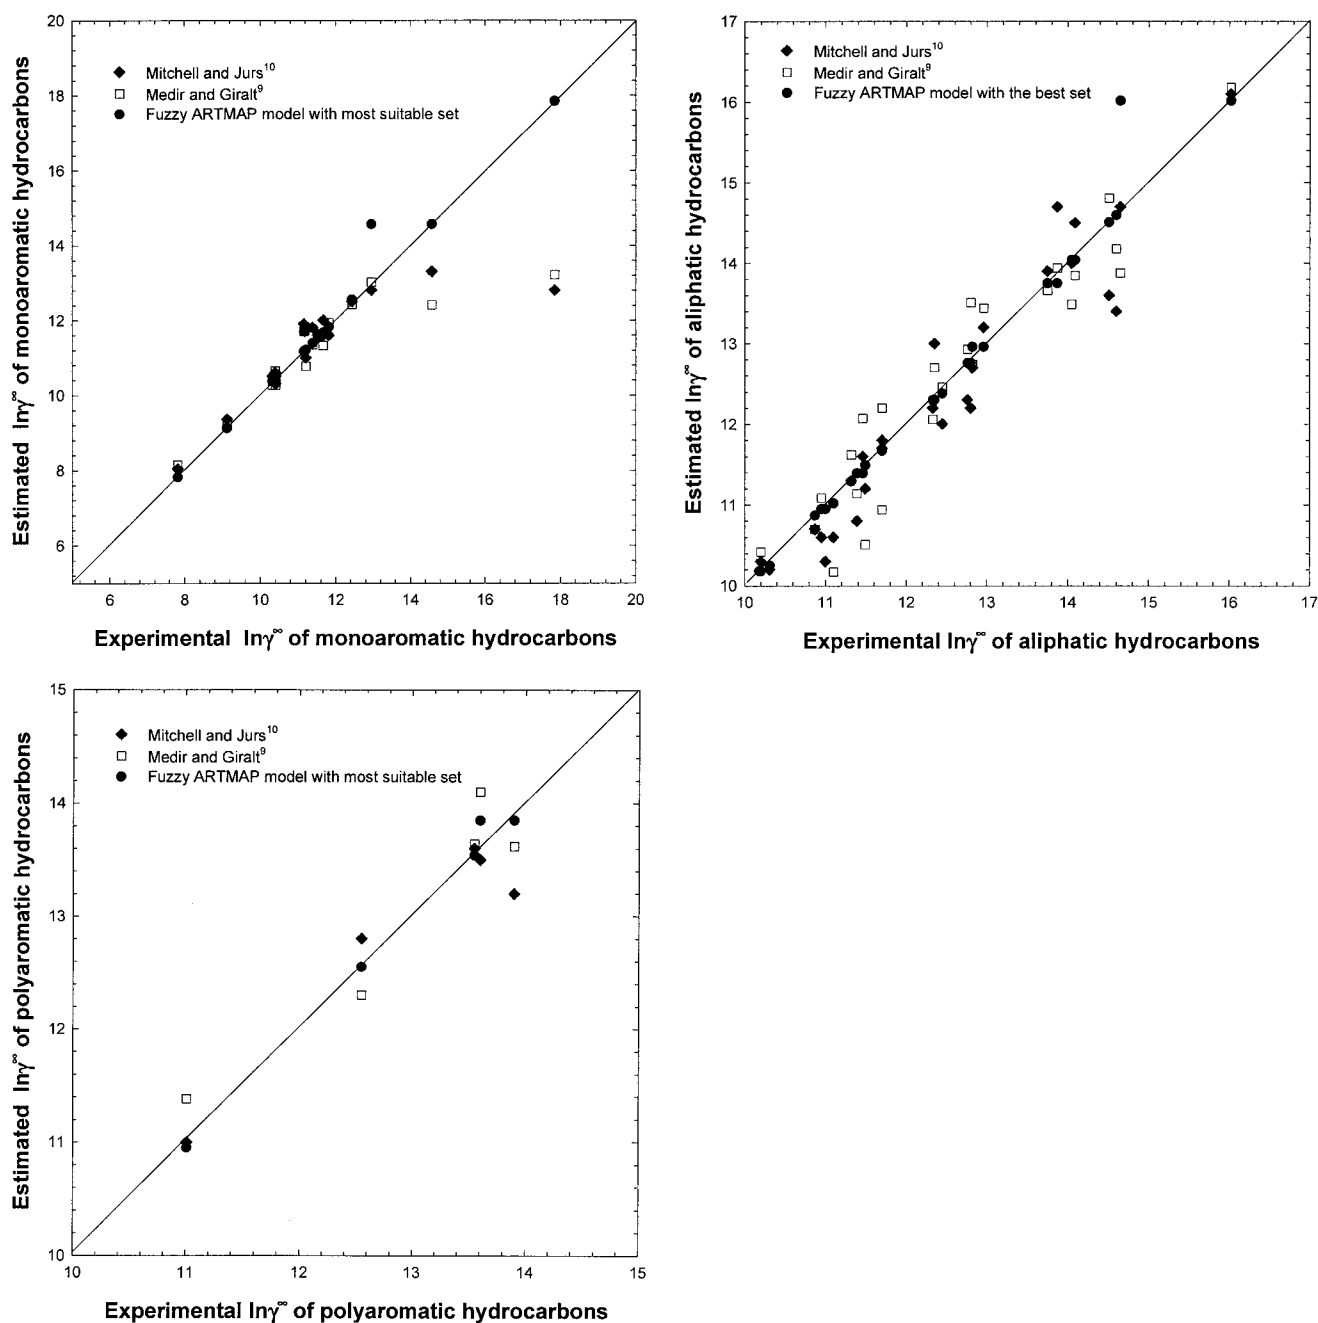 Estimated lnγ∞ of monoaromatic hydrocarbons
20
18
16
14
12
10
8
6
Mitchell and Jurs10
Medir and Giralt9
Fuzzy ARTMAP model with most suitable set
6 8 10 12 14 16 18 20
Experimental lnγ∞ of monoaromatic hydrocarbons
Estimated lnγ∞ of aliphatic hydrocarbons
17
16
15
14
13
12
11
10
Mitchell and Jurs10
Medir and Giralt9
Fuzzy ARTMAP model with the best set
10 11 12 13 14 15 16 17
Experimental lnγ∞ of aliphatic hydrocarbons
Estimated lnγ∞ of polyaromatic hydrocarbons
15
14
13
12
11
10
Mitchell and Jurs10
Medir and Giralt9
Fuzzy ARTMAP model with most suitable set
10 11 12 13 14 15
Experimental lnγ∞ of polyaromatic hydrocarbons